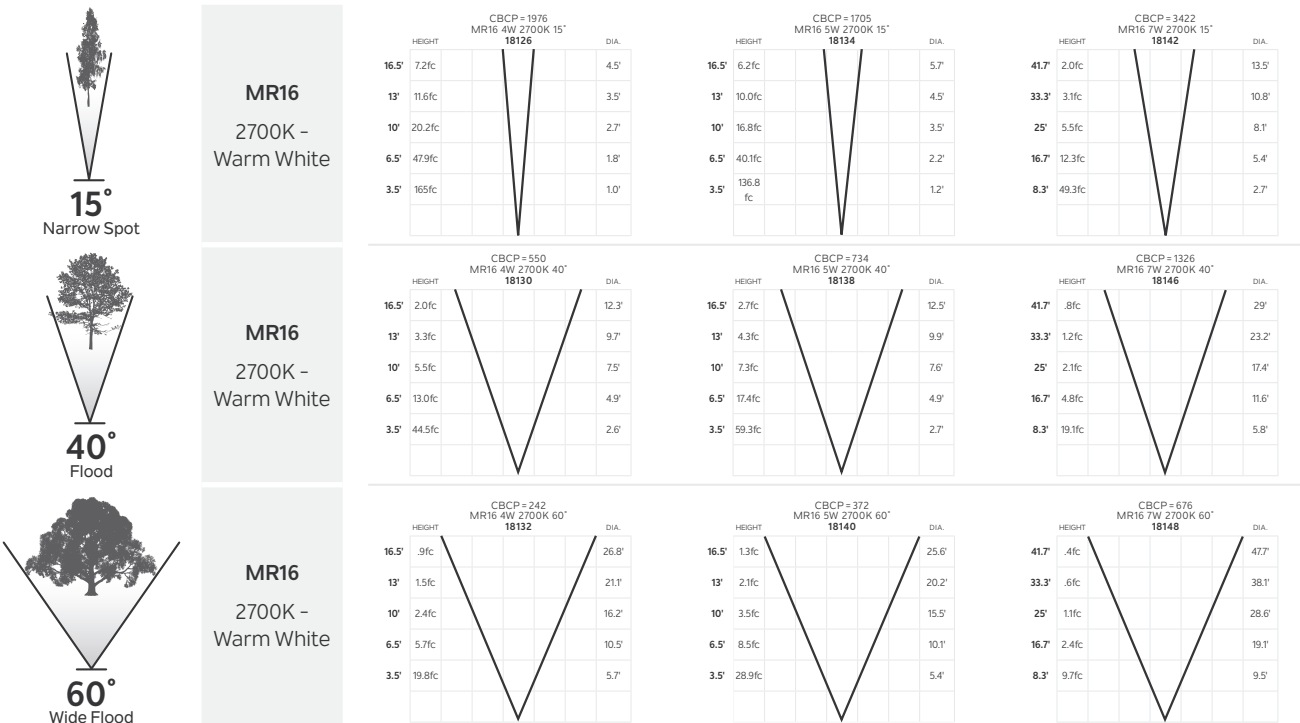 15°
Narrow Spot
MR16
2700K -
Warm White
CBCP = 1976
MR16 4W 2700K 15°
HEIGHT 18126 DIA.
16.5' 7.2fc 4.5'
13' 11.6fc 3.5'
10' 20.2fc 2.7'
6.5' 47.9fc 1.8'
3.5' 165fc 1.0'
CBCP = 1705
MR16 5W 2700K 15°
HEIGHT 18134 DIA.
16.5' 6.2fc 5.7'
13' 10.0fc 4.5'
10' 16.8fc 3.5'
6.5' 40.1fc 2.2'
3.5' 136.8 1.2'
fc
CBCP = 3422
MR16 7W 2700K 15°
HEIGHT 18142 DIA.
41.7' 2.0fc 13.5'
33.3' 3.1fc 10.8'
25' 5.5fc 8.1'
16.7' 12.3fc 5.4'
8.3' 49.3fc 2.7'
40°
Flood
MR16
2700K -
Warm White
CBCP = 550
MR16 4W 2700K 40°
HEIGHT 18130 DIA.
16.5' 2.0fc 12.3'
13' 3.3fc 9.7'
10' 5.5fc 7.5'
6.5' 13.0fc 4.9'
3.5' 44.5fc 2.6'
CBCP = 734
MR16 5W 2700K 40°
HEIGHT 18138 DIA.
16.5' 2.7fc 12.5'
13' 4.3fc 9.9'
10' 7.3fc 7.6'
6.5' 17.4fc 4.9'
3.5' 59.3fc 2.7'
CBCP = 1326
MR16 7W 2700K 40°
HEIGHT 18146 DIA.
41.7' .8fc 29'
33.3' 1.2fc 23.2'
25' 2.1fc 17.4'
16.7' 4.8fc 11.6'
8.3' 19.1fc 5.8'
60°
Wide Flood
MR16
2700K -
Warm White
CBCP = 242
MR16 4W 2700K 60°
HEIGHT 18132 DIA.
16.5' .9fc 26.8'
13' 1.5fc 21.1'
10' 2.4fc 16.2'
6.5' 5.7fc 10.5'
3.5' 19.8fc 5.7'
CBCP = 372
MR16 5W 2700K 60°
HEIGHT 18140 DIA.
16.5' 1.3fc 25.6'
13' 2.1fc 20.2'
10' 3.5fc 15.5'
6.5' 8.5fc 10.1'
3.5' 28.9fc 5.4'
CBCP = 676
MR16 7W 2700K 60°
HEIGHT 18148 DIA.
41.7' .4fc 47.7'
33.3' .6fc 38.1'
25' 1.1fc 28.6'
16.7' 2.4fc 19.1'
8.3' 9.7fc 9.5'